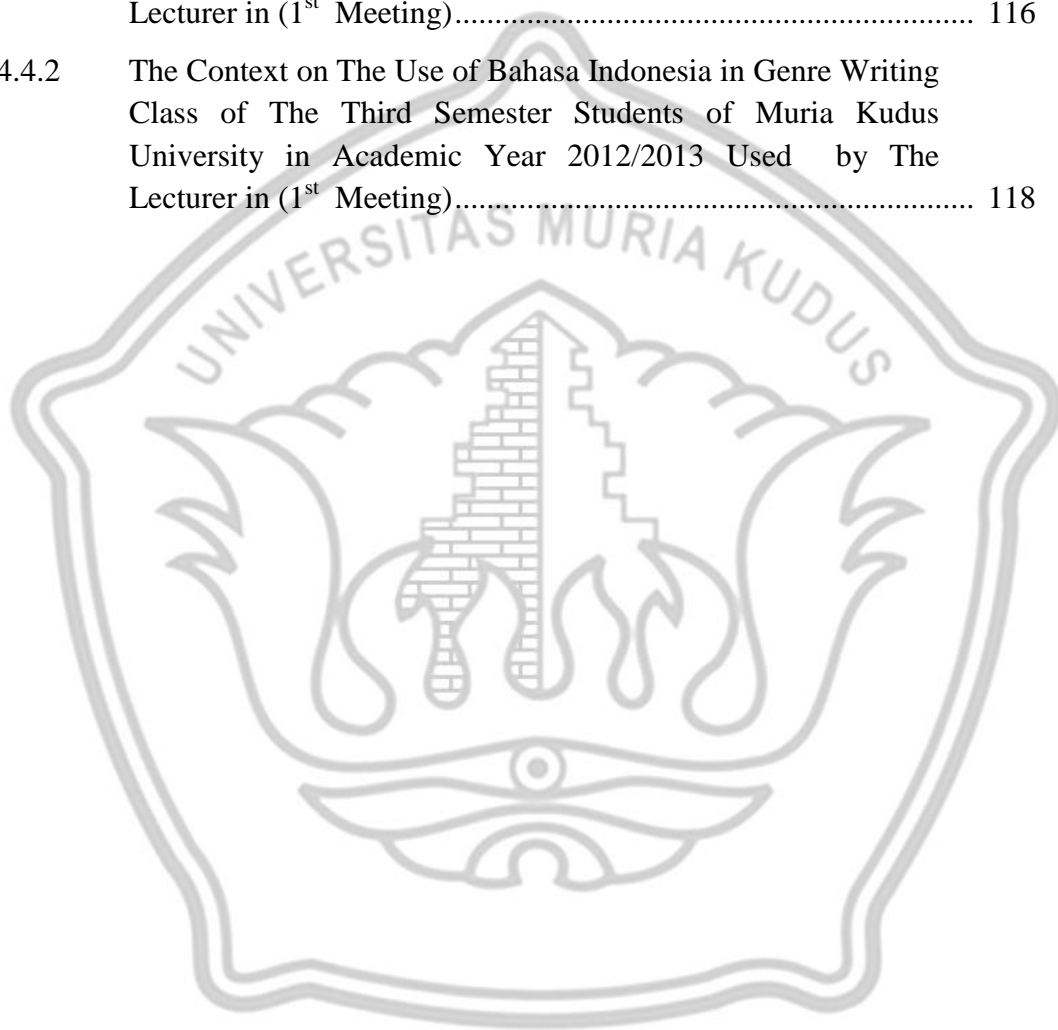 Lecturer in (1st Meeting)................................................................ 116
4.4.2 The Context on The Use of Bahasa Indonesia in Genre Writing
Class of The Third Semester Students of Muria Kudus
University in Academic Year 2012/2013 Used by The
Lecturer in (1st Meeting)................................................................ 118
UNIVERSITAS MURIA KUDUS